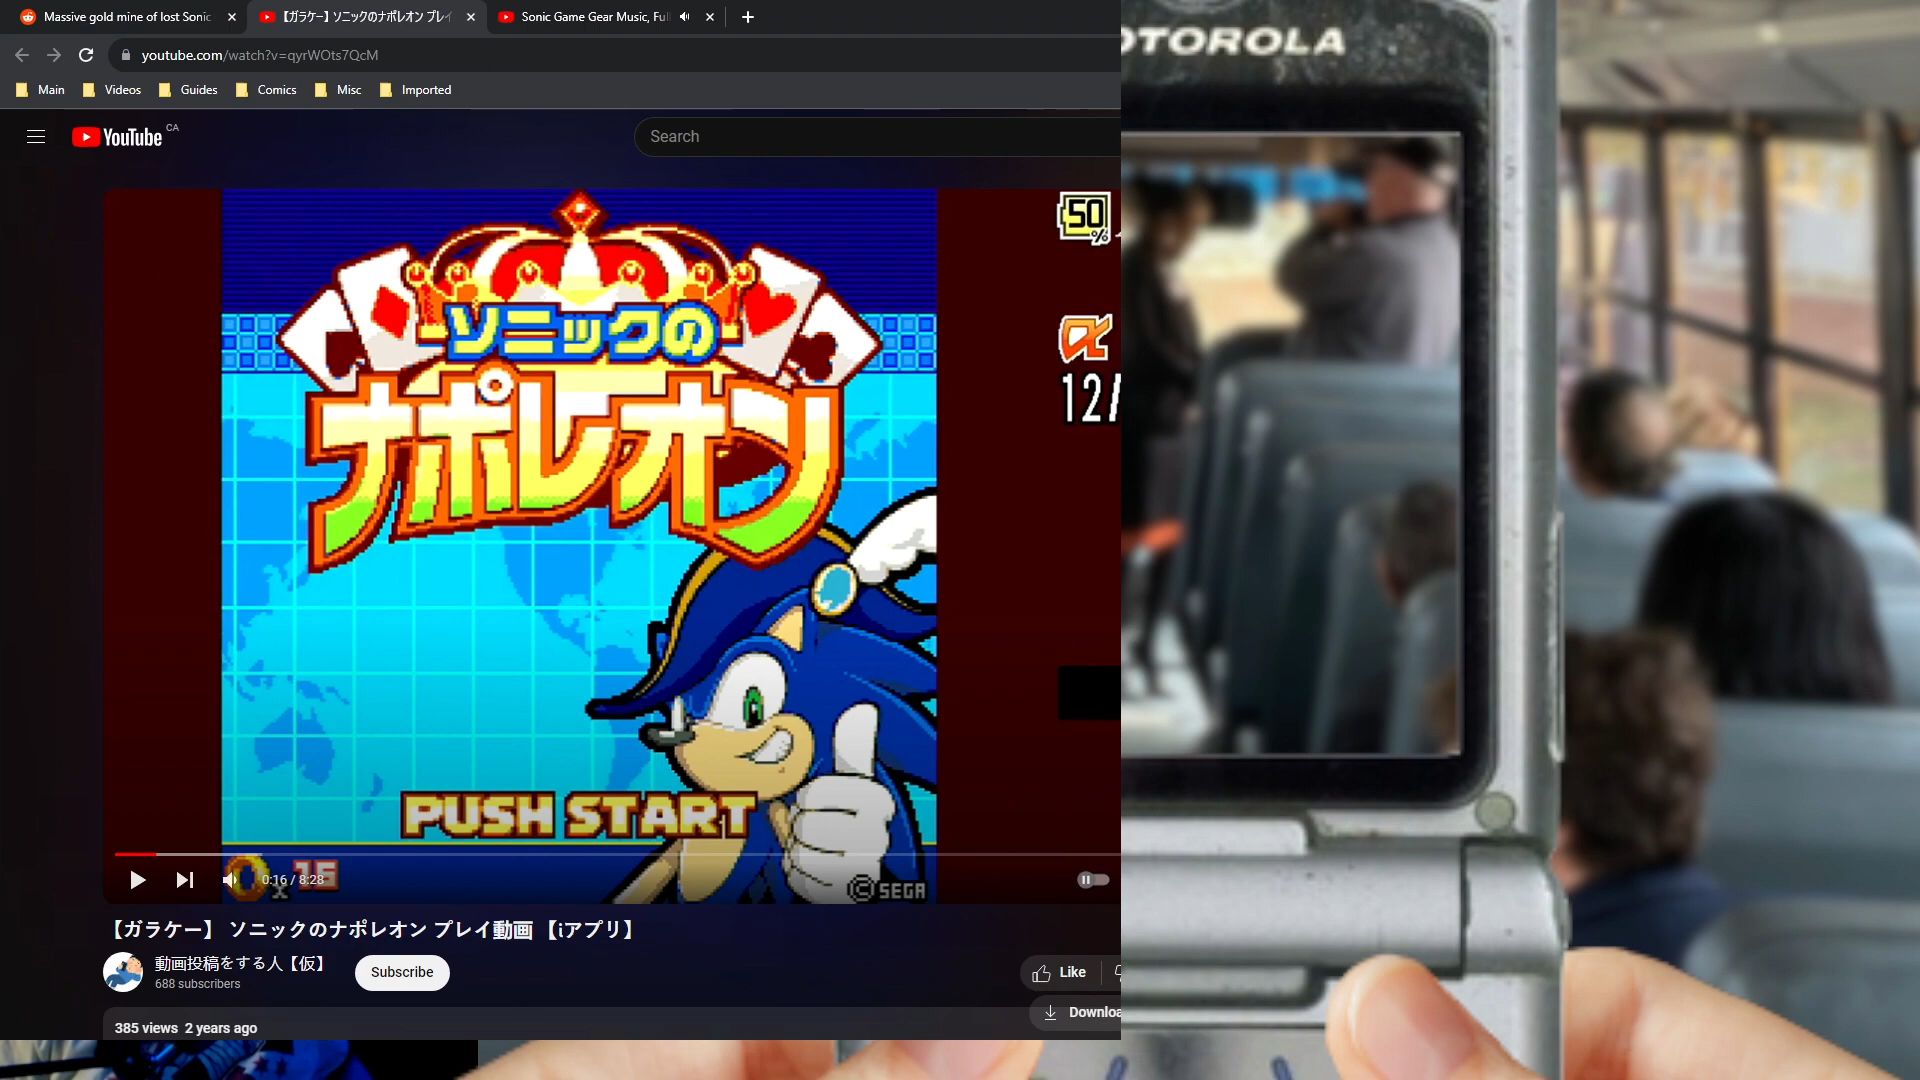 Massive gold mine of lost Sonic
【ガラケー】 ソニックのナポレオン プレイ
Sonic Game Gear Music, Ful
youtube.com/watch?v=qyrWOts7QcM
Main
Videos
Guides
Comics
Misc
Imported
YouTube CA
Search
OTOROLA
50%
ソニックの
ナポレオン
12/
PUSH START
x 16
0:16 / 8:28
© SEGA
【ガラケー】 ソニックのナポレオン プレイ動画 【iアプリ】
動画投稿をする人【仮】
688 subscribers
Subscribe
Like
Downloa
385 views 2 years ago